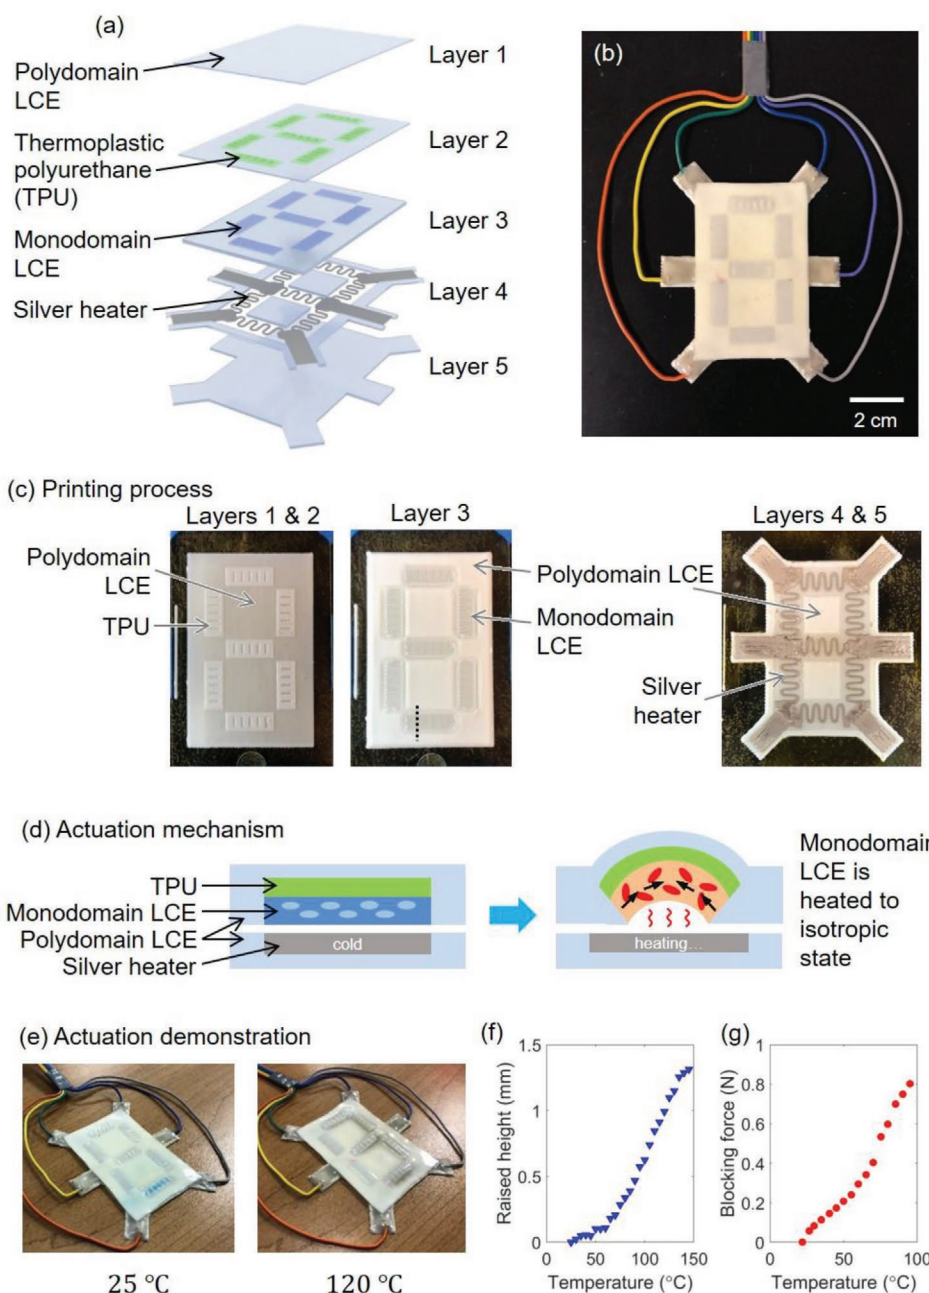 (a)
Polydomain
LCE
Layer 1
Thermoplastic
polyurethane
(TPU)
Layer 2
Monodomain
LCE
Layer 3
Silver heater
Layer 4
Layer 5
(b)
2 cm
(c) Printing process
Layers 1 & 2
Layer 3
Layers 4 & 5
Polydomain
LCE
TPU
Polydomain LCE
Monodomain
LCE
Silver
heater
(d) Actuation mechanism
TPU
Monodomain LCE
Polydomain LCE
Silver heater
cold
heating...
Monodomain
LCE is
heated to
isotropic
state
(e) Actuation demonstration
25 °C
120 °C
(f)
1.5
1
0.5
0
Raised height (mm)
0
50
100
150
Temperature (°C)
(g)
1
0.8
0.6
0.4
0.2
0
Blocking force (N)
0
50
100
Temperature (°C)